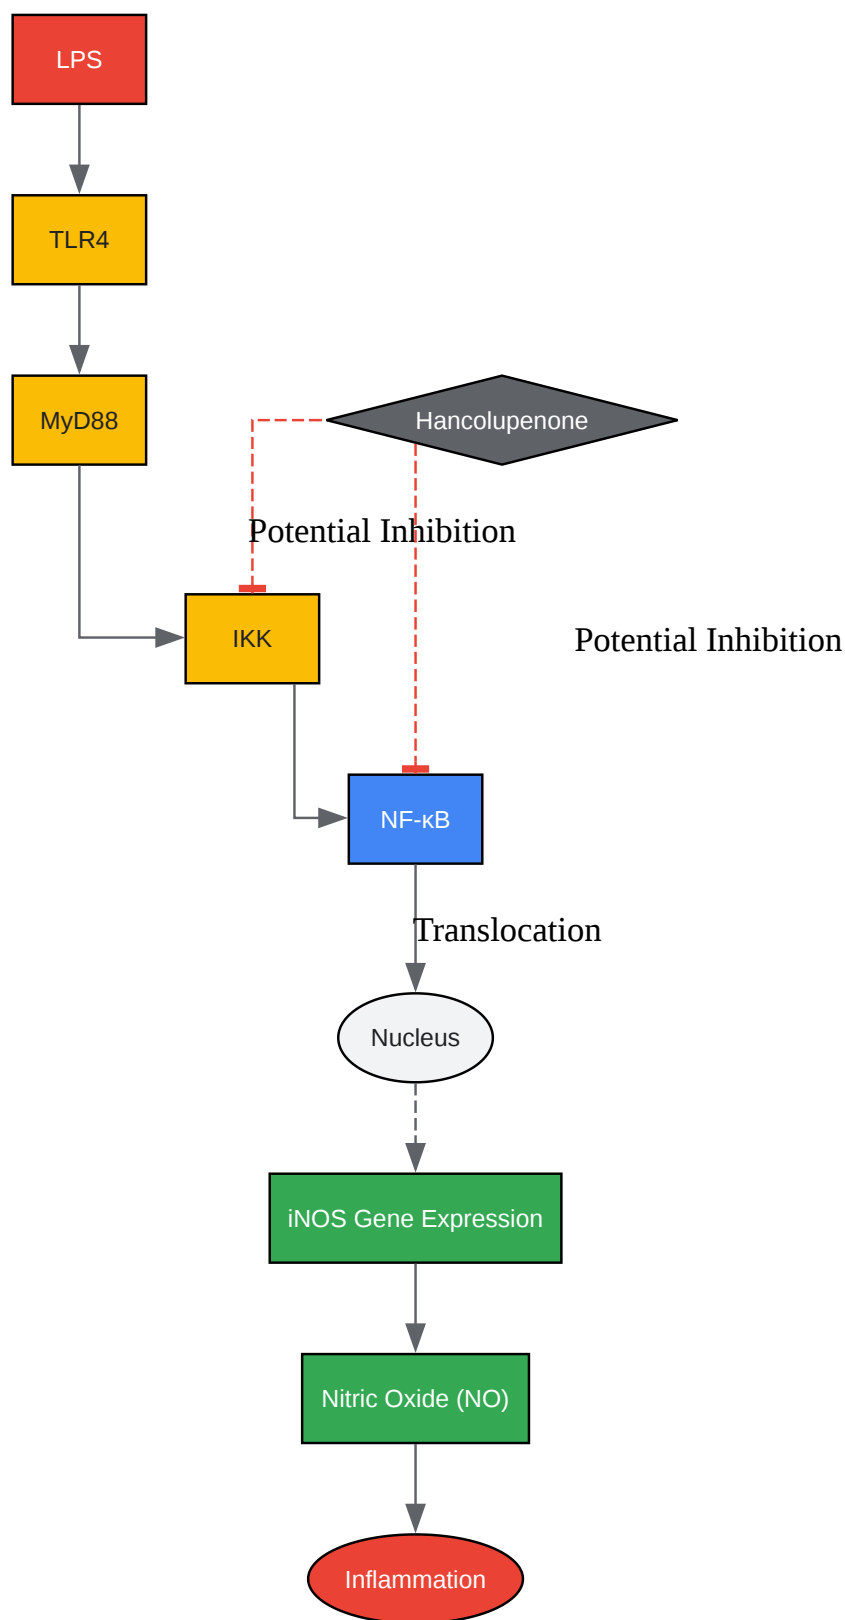 LPS
TLR4
MyD88
Hancolupenone
Potential Inhibition
IKK
Potential Inhibition
NF-κB
Translocation
Nucleus
iNOS Gene Expression
Nitric Oxide (NO)
Inflammation